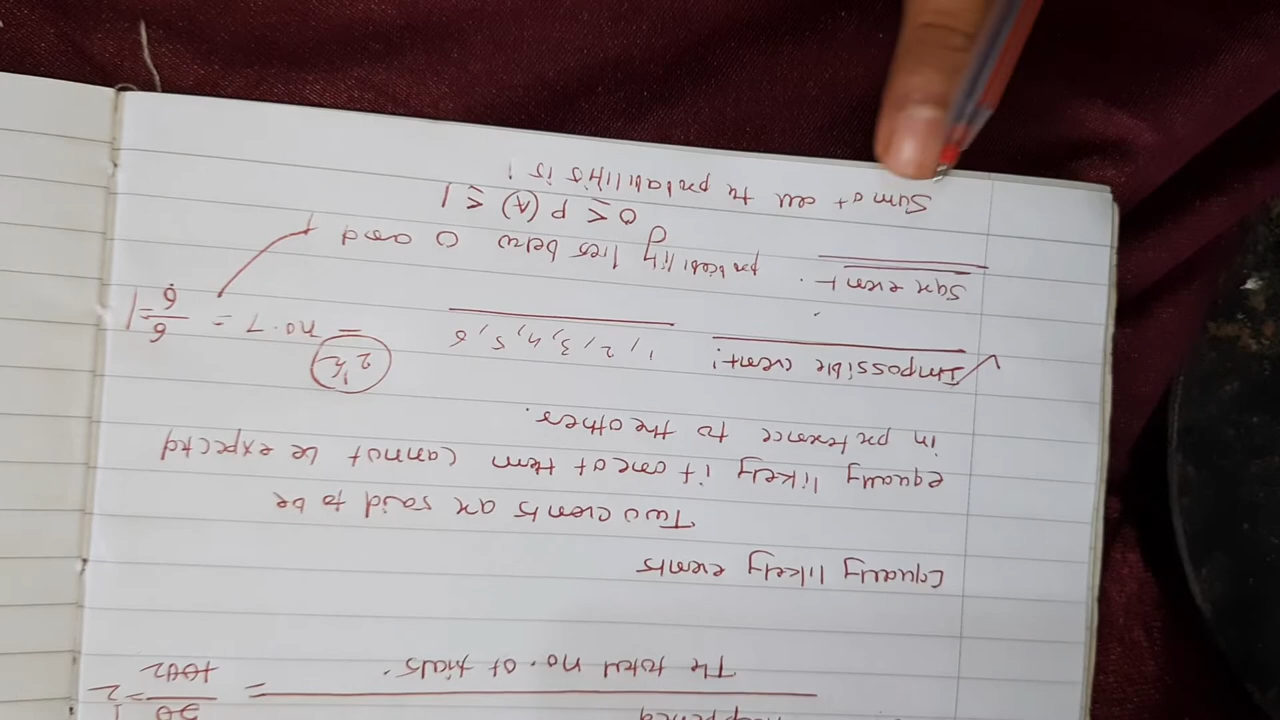 happened
The total no. of trials. = 50/100 2 = 1/2
Equally likely events
Two events are said to be
equally likely if one of them cannot be expected
in preference to the others.
Impossible event: 1, 2, 3, 4, 5, 6
= no. 7 = 6/6 = 1
Sure event. probability lies betw 0 and 1
0 ≤ P(A) ≤ 1
Sum of all the probabilities is 1